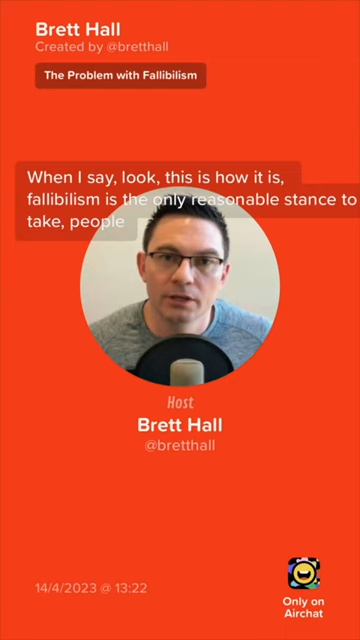 Brett Hall
Created by @bretthall
The Problem with Fallibilism
When I say, look, this is how it is,
fallibilism is the only reasonable stance to
take, people
Host
Brett Hall
@bretthall
14/4/2023 @ 13:22
Only on
Airchat